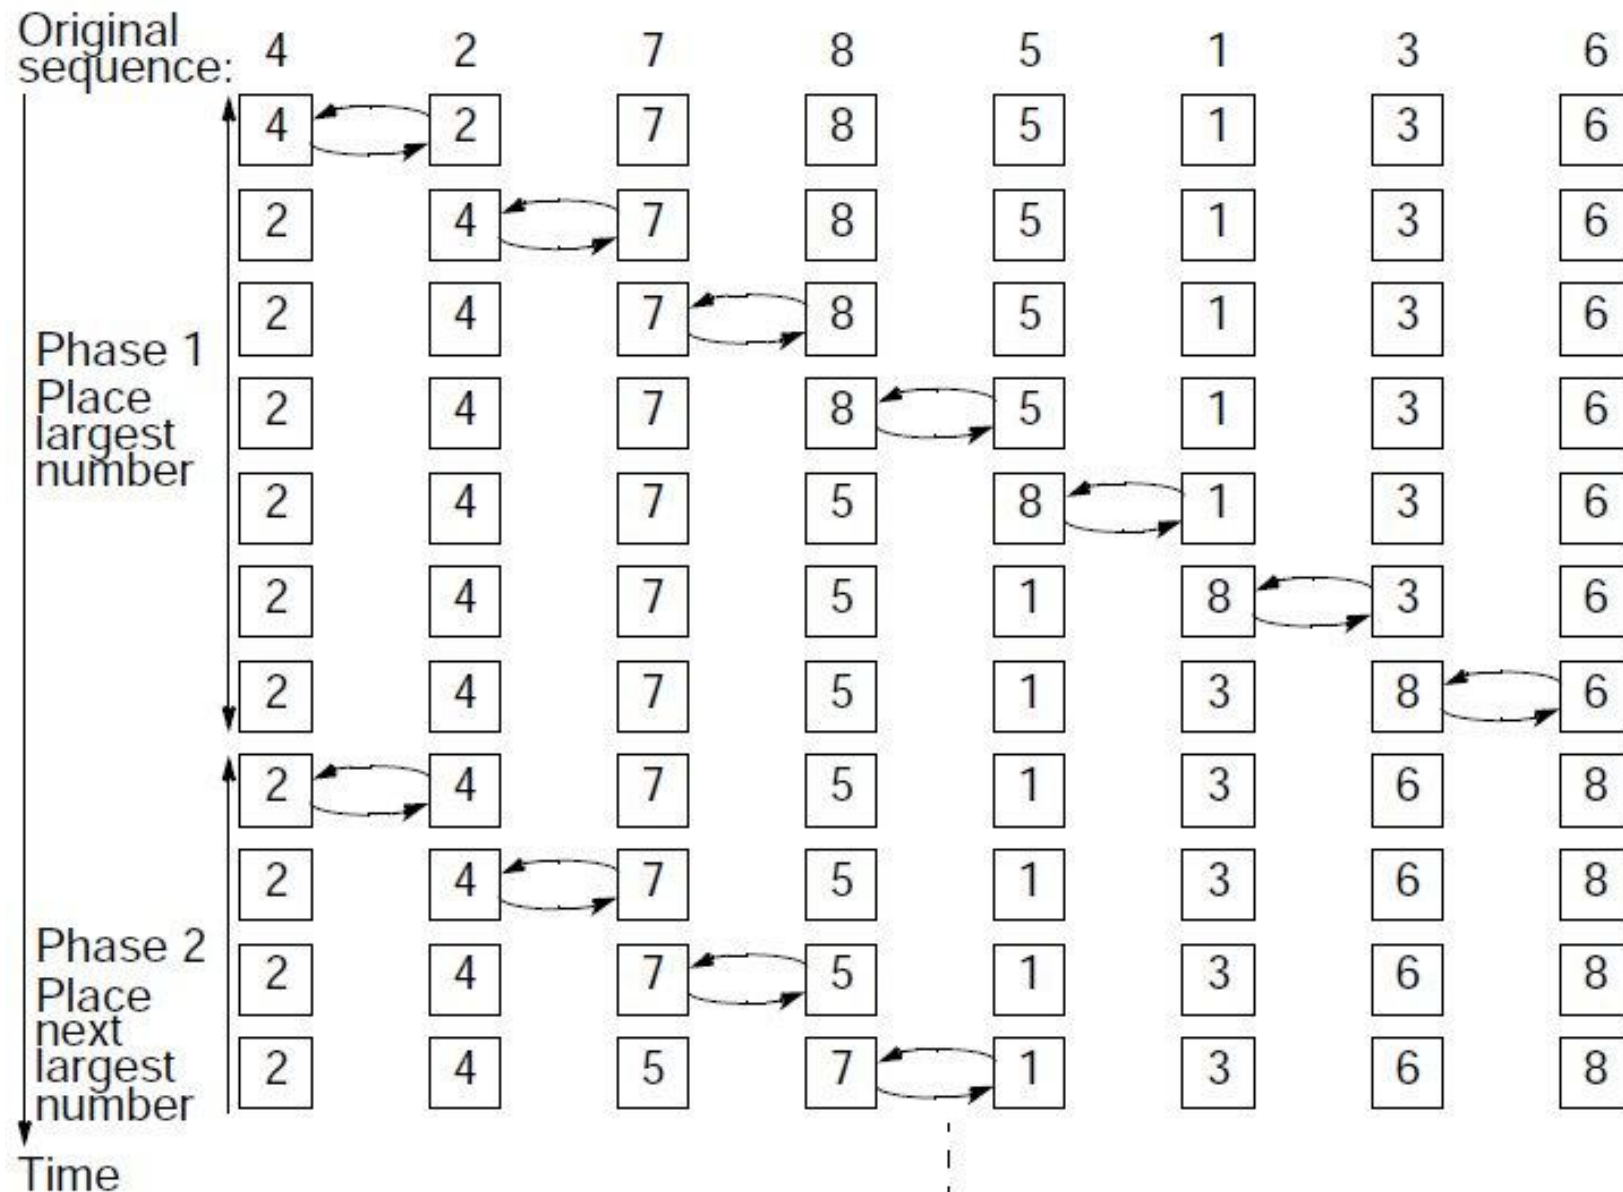 Original
sequence: 4 2 7 8 5 1 3 6
4 2 7 8 5 1 3 6
2 4 7 8 5 1 3 6
2 4 7 8 5 1 3 6
Phase 1
Place
largest
number
2 4 7 8 5 1 3 6
2 4 7 5 8 1 3 6
2 4 7 5 1 8 3 6
2 4 7 5 1 3 8 6
2 4 7 5 1 3 6 8
2 4 7 5 1 3 6 8
Phase 2
Place
next
largest
number
2 4 7 5 1 3 6 8
2 4 5 7 1 3 6 8
Time